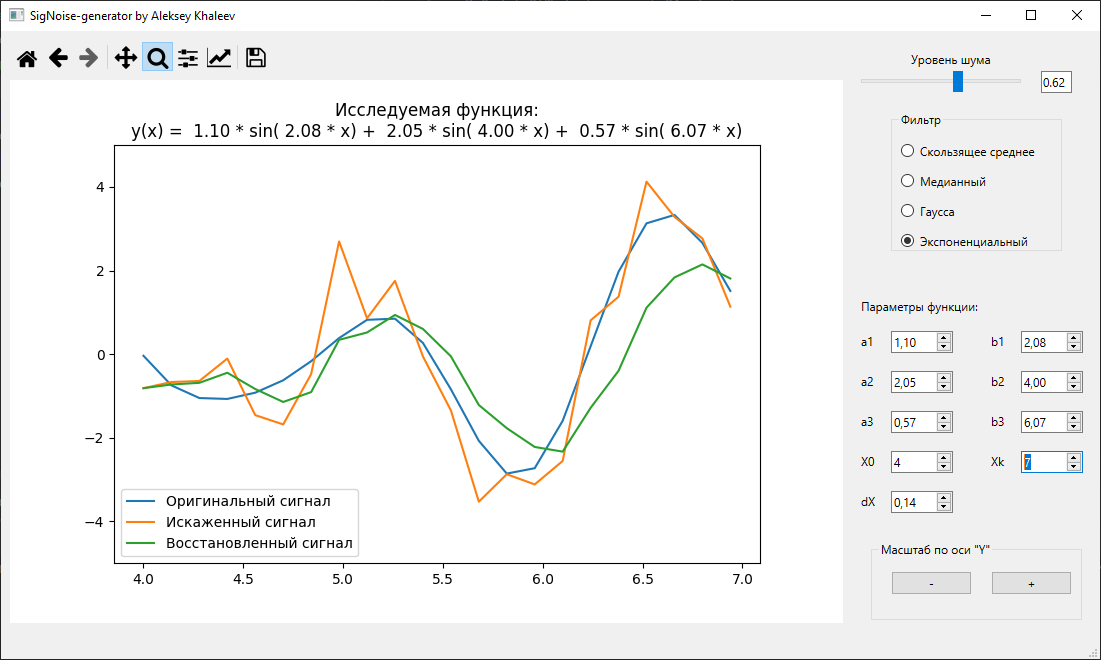 SigNoise-generator by Aleksey Khaleev
Исследуемая функция:
y(x) = 1.10 * sin( 2.08 * x) + 2.05 * sin( 4.00 * x) + 0.57 * sin( 6.07 * x)
4
2
0
−2
−4
Оригинальный сигнал
Искаженный сигнал
Восстановленный сигнал
4.0 4.5 5.0 5.5 6.0 6.5 7.0
Уровень шума
0.62
Фильтр
Скользящее среднее
Медианный
Гаусса
Экспоненциальный
Параметры функции:
a1 1,10 b1 2,08
a2 2,05 b2 4,00
a3 0,57 b3 6,07
X0 4 Xk 7
dX 0,14
Масштаб по оси "Y"
- +